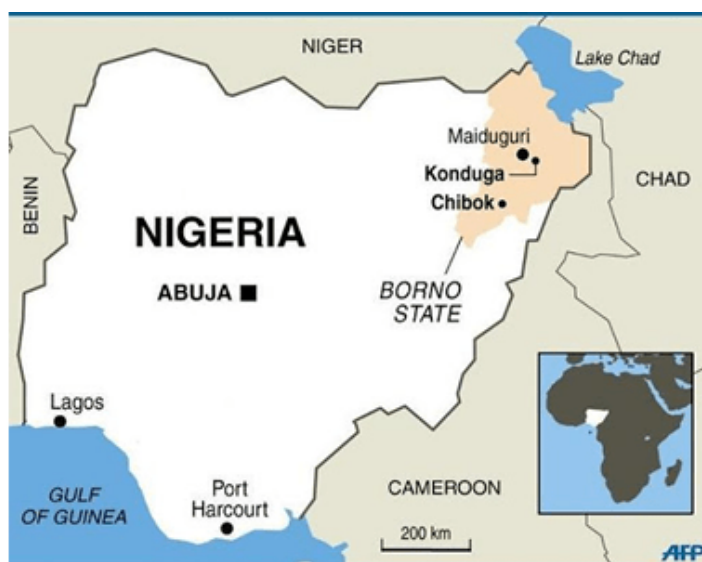 NIGER
Lake Chad
Maiduguri
Konduga
CHAD
BENIN
Chibok
NIGERIA
ABUJA
BORNO
STATE
Lagos
Port
Harcourt
GULF
OF GUINEA
CAMEROON
200 km
AFP